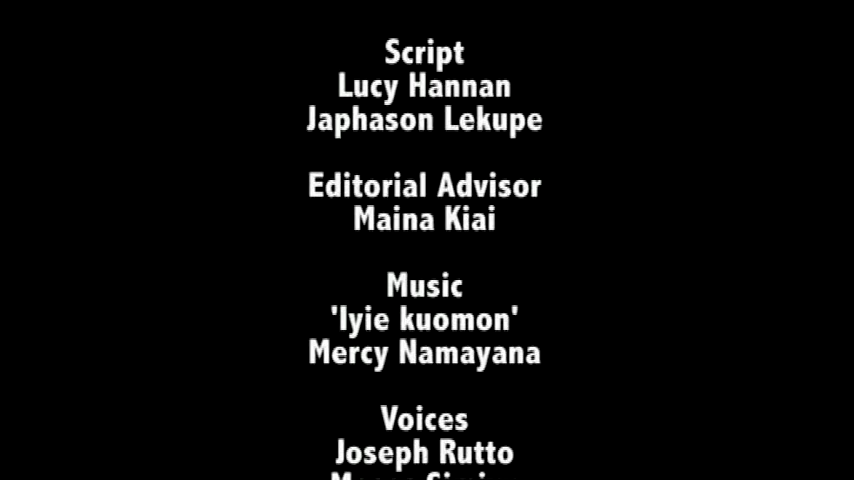 Script
Lucy Hannan
Japhason Lekupe
Editorial Advisor
Maina Kiai
Music
'Iyie kuomon'
Mercy Namayana
Voices
Joseph Rutto